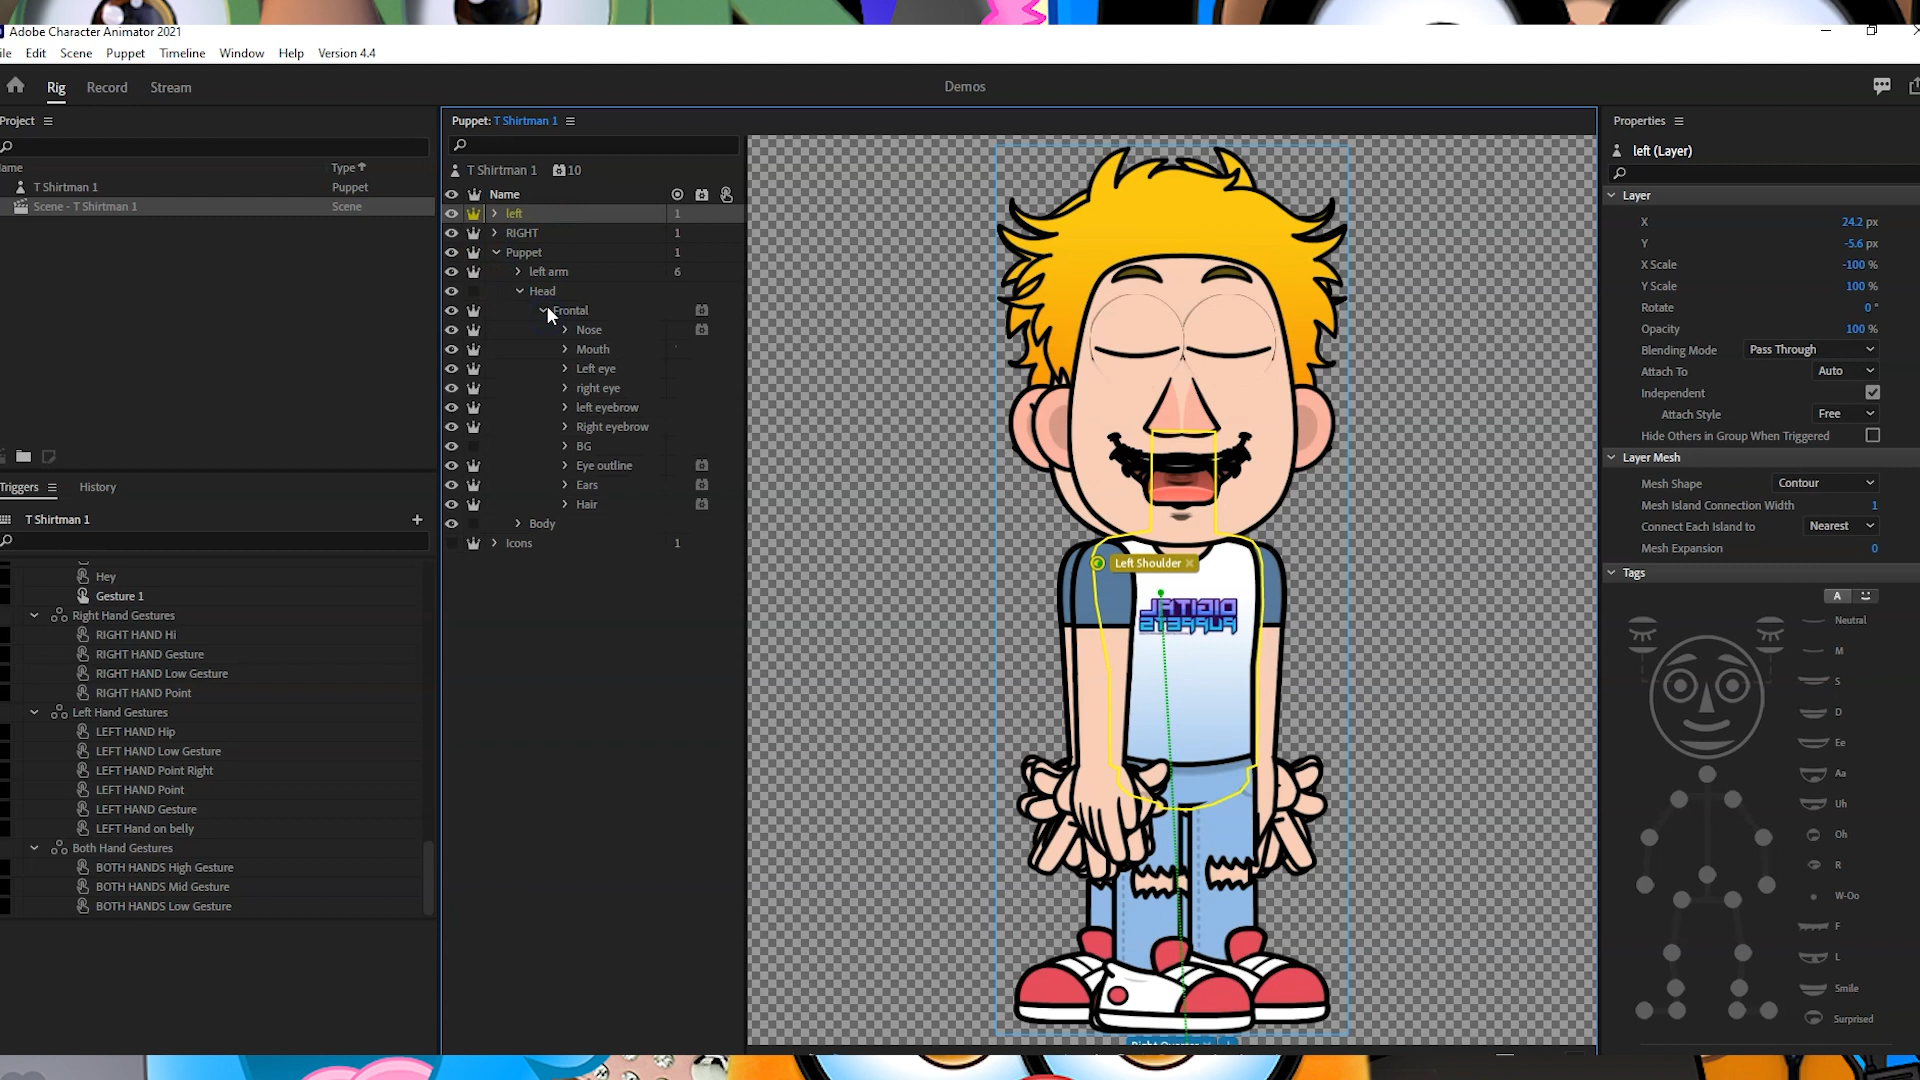 Adobe Character Animator 2021
ile Edit Scene Puppet Timeline Window Help Version 4.4
Rig Record Stream Demos
Project
ame Type
T Shirtman 1 Puppet
Scene - T Shirtman 1 Scene
Triggers History
T Shirtman 1
Hey
Gesture 1
Right Hand Gestures
RIGHT HAND Hi
RIGHT HAND Gesture
RIGHT HAND Low Gesture
RIGHT HAND Point
Left Hand Gestures
LEFT HAND Hip
LEFT HAND Low Gesture
LEFT HAND Point Right
LEFT HAND Point
LEFT HAND Gesture
LEFT Hand on belly
Both Hand Gestures
BOTH HANDS High Gesture
BOTH HANDS Mid Gesture
BOTH HANDS Low Gesture
Puppet: T Shirtman 1
T Shirtman 1 10
Name
left 1
RIGHT 1
Puppet 1
left arm 6
Head
Frontal
Nose
Mouth
Left eye
right eye
left eyebrow
Right eyebrow
BG
Eye outline
Ears
Hair
Body
Icons 1
Left Shoulder
DIGITAL
PUPPETS
Right Quarter
Properties
left (Layer)
Layer
X 24.2 px
Y -5.6 px
X Scale -100 %
Y Scale 100 %
Rotate 0 °
Opacity 100 %
Blending Mode Pass Through
Attach To Auto
Independent
Attach Style Free
Hide Others in Group When Triggered
Layer Mesh
Mesh Shape Contour
Mesh Island Connection Width 1
Connect Each Island to Nearest
Mesh Expansion 0
Tags
A
Neutral
M
S
D
Ee
Aa
Uh
Oh
R
W-Oo
F
L
Smile
Surprised